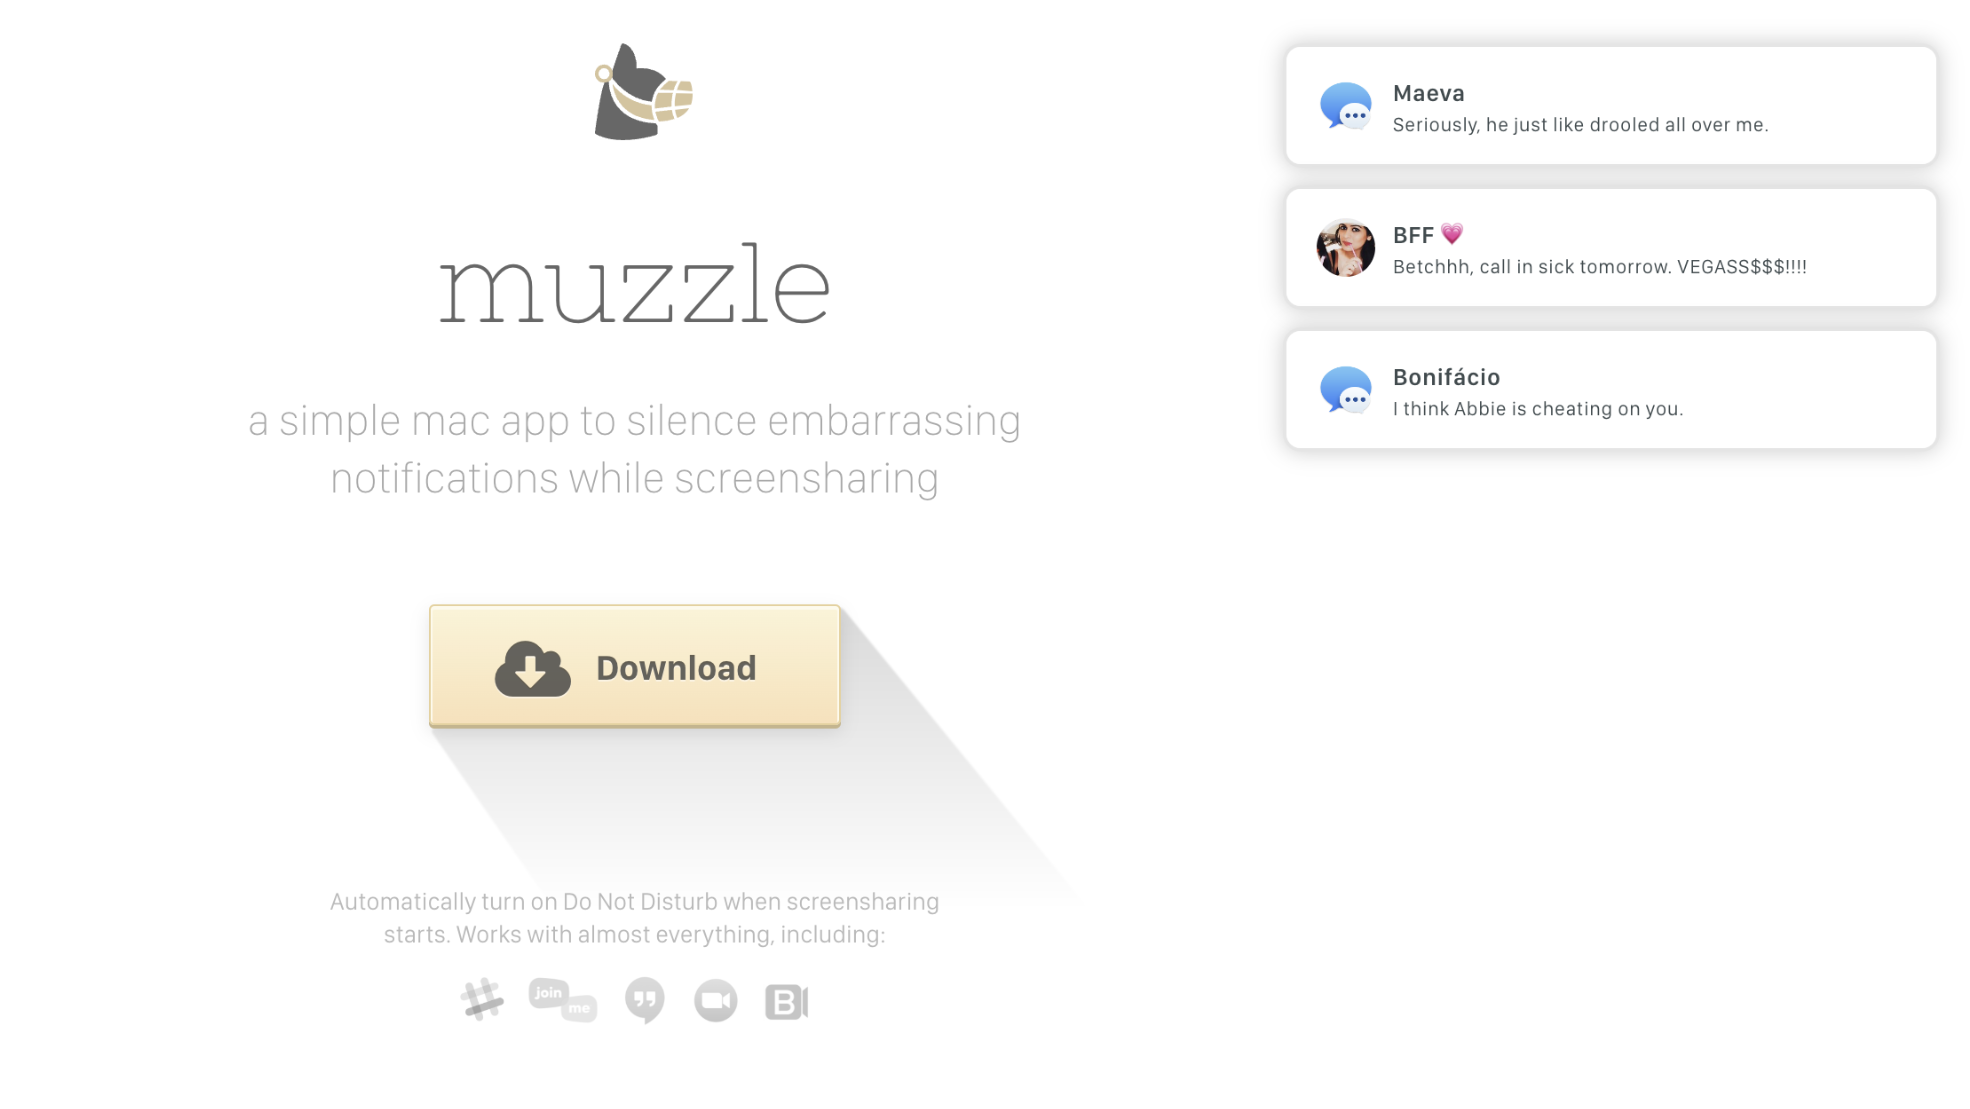 muzzle
a simple mac app to silence embarrassing
notifications while screensharing
Download
Automatically turn on Do Not Disturb when screensharing
starts. Works with almost everything, including:
join
me
B
Maeva
Seriously, he just like drooled all over me.
BFF 💗
Betchhh, call in sick tomorrow. VEGASS$$$!!!!
Bonifácio
I think Abbie is cheating on you.